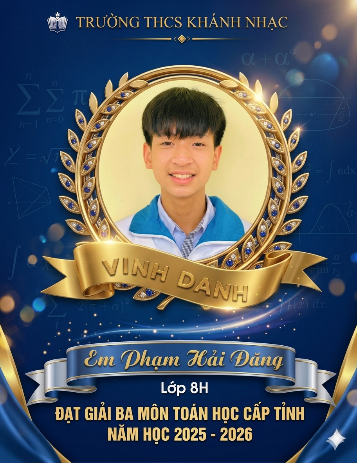 TRƯỜNG THCS KHÁNH NHẠC
VINH DANH
Em Phạm Hải Đăng
Lớp 8H
ĐẠT GIẢI BA MÔN TOÁN HỌC CẤP TỈNH
NĂM HỌC 2025 - 2026